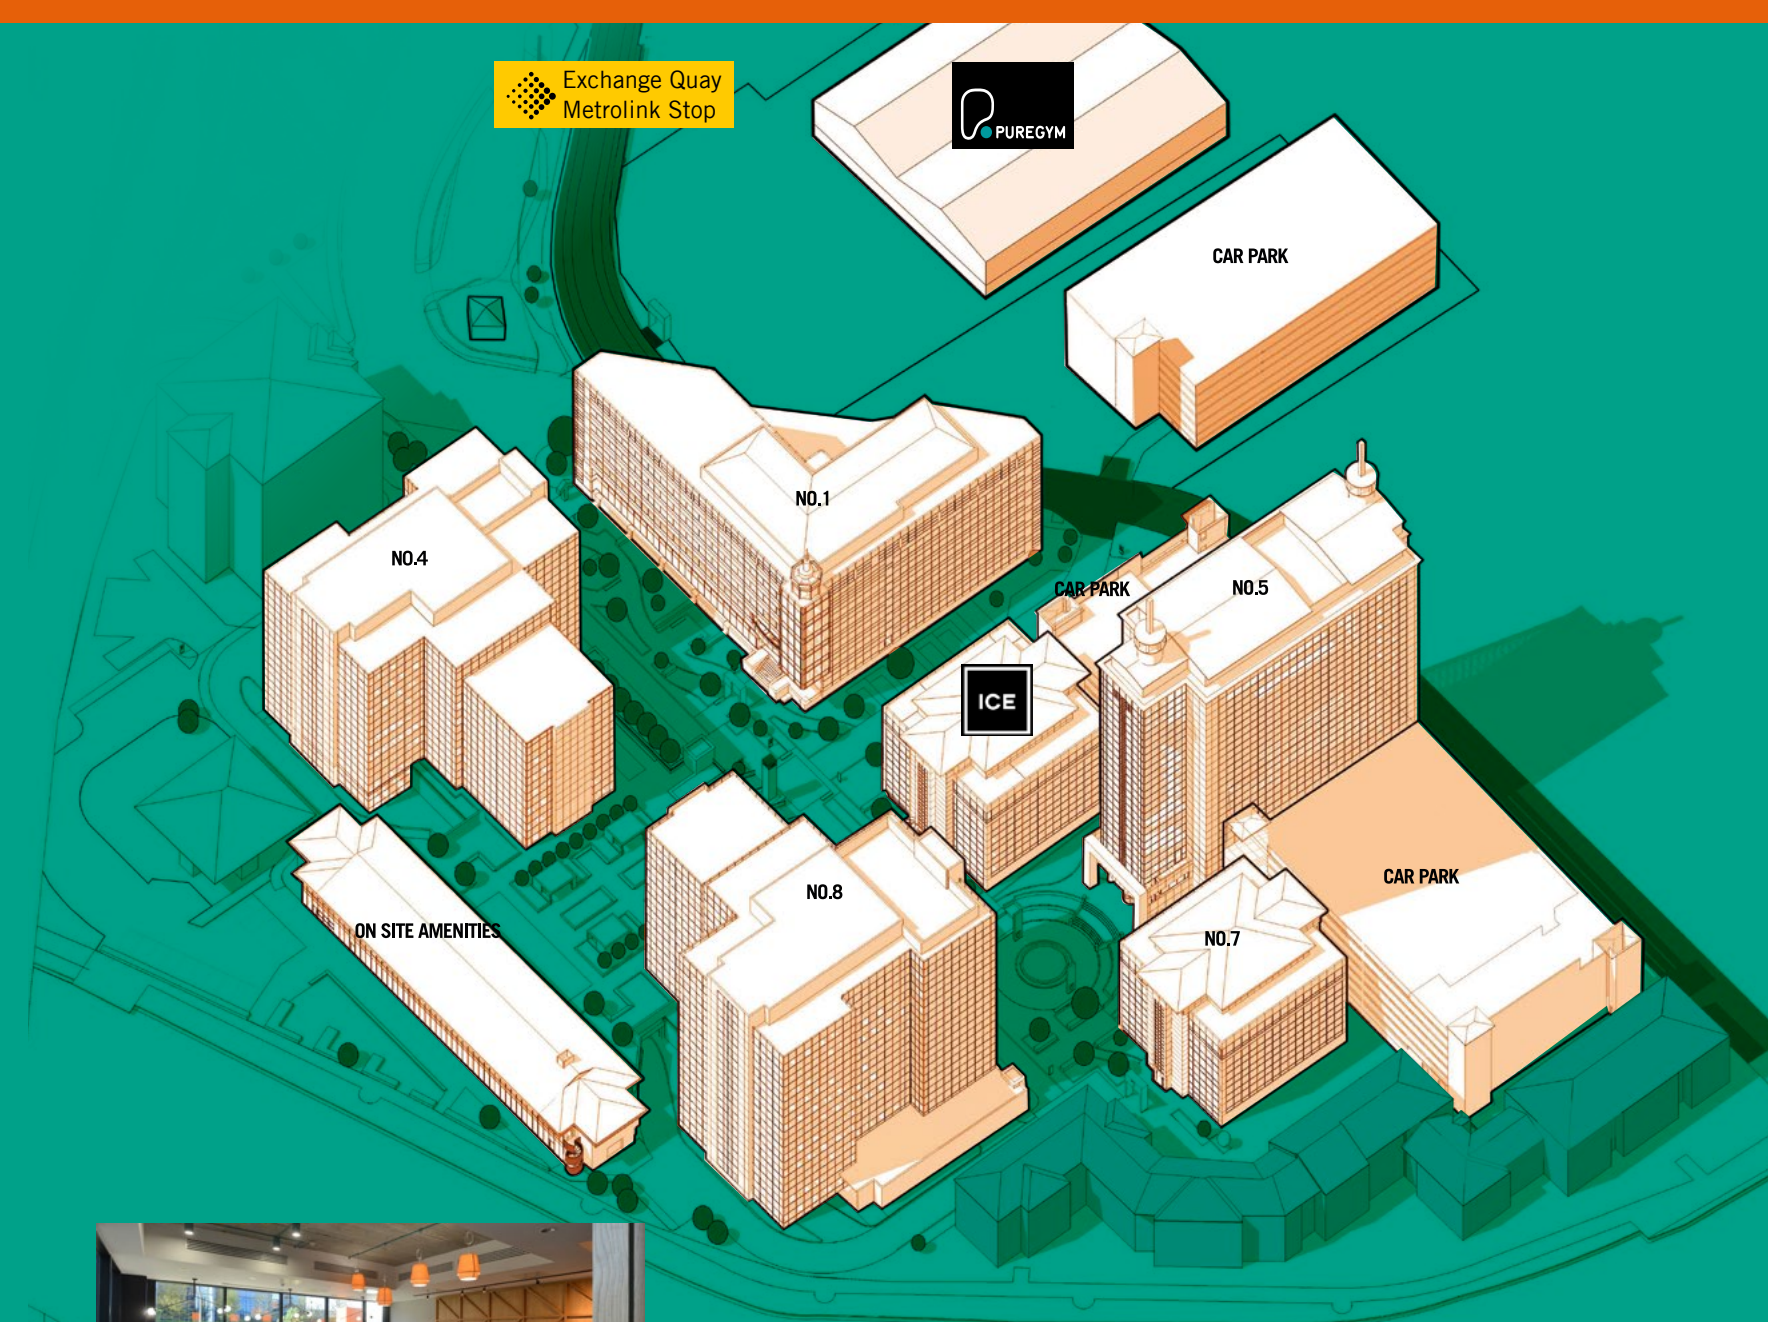 Exchange Quay
Metrolink Stop
PUREGYM
CAR PARK
NO.1
NO.4
CAR PARK
NO.5
ICE
CAR PARK
NO.8
NO.7
ON SITE AMENITIES